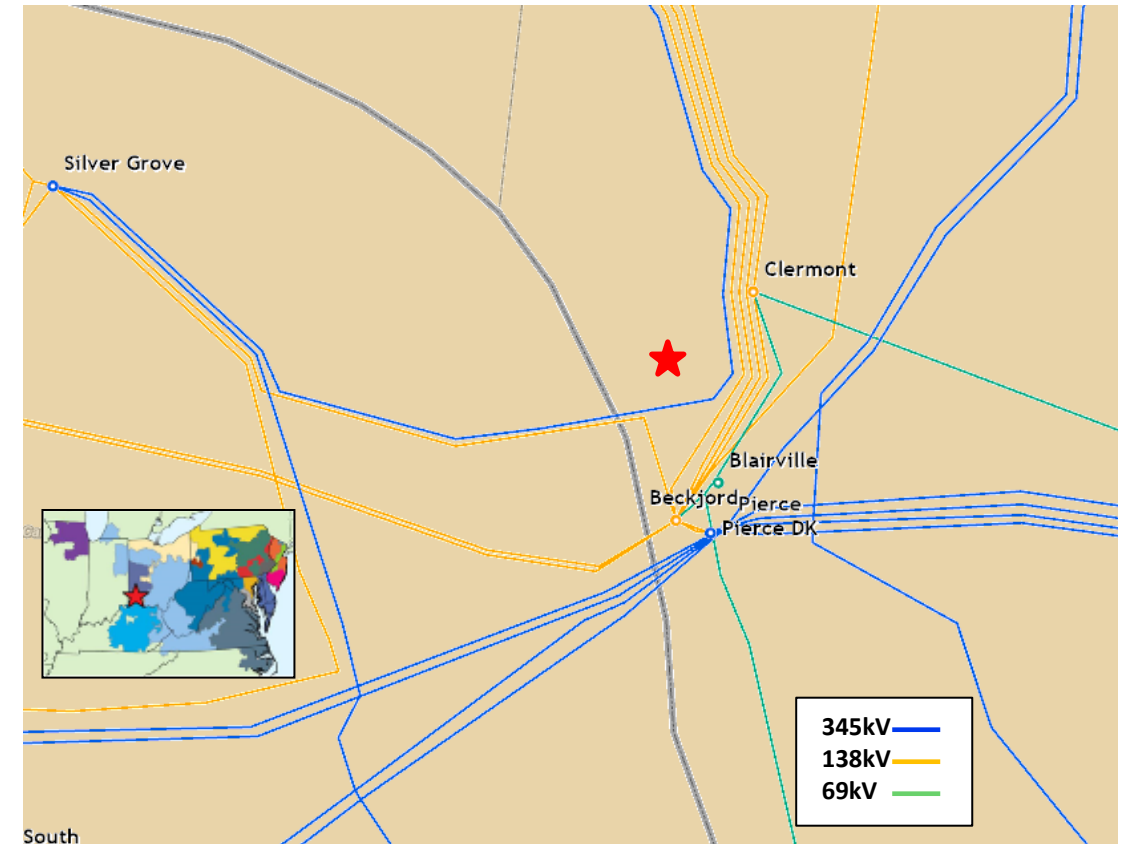 Silver Grove
Clermont
Blairville
Beckjord
Pierce
Pierce DK
345kV
138kV
69kV
South